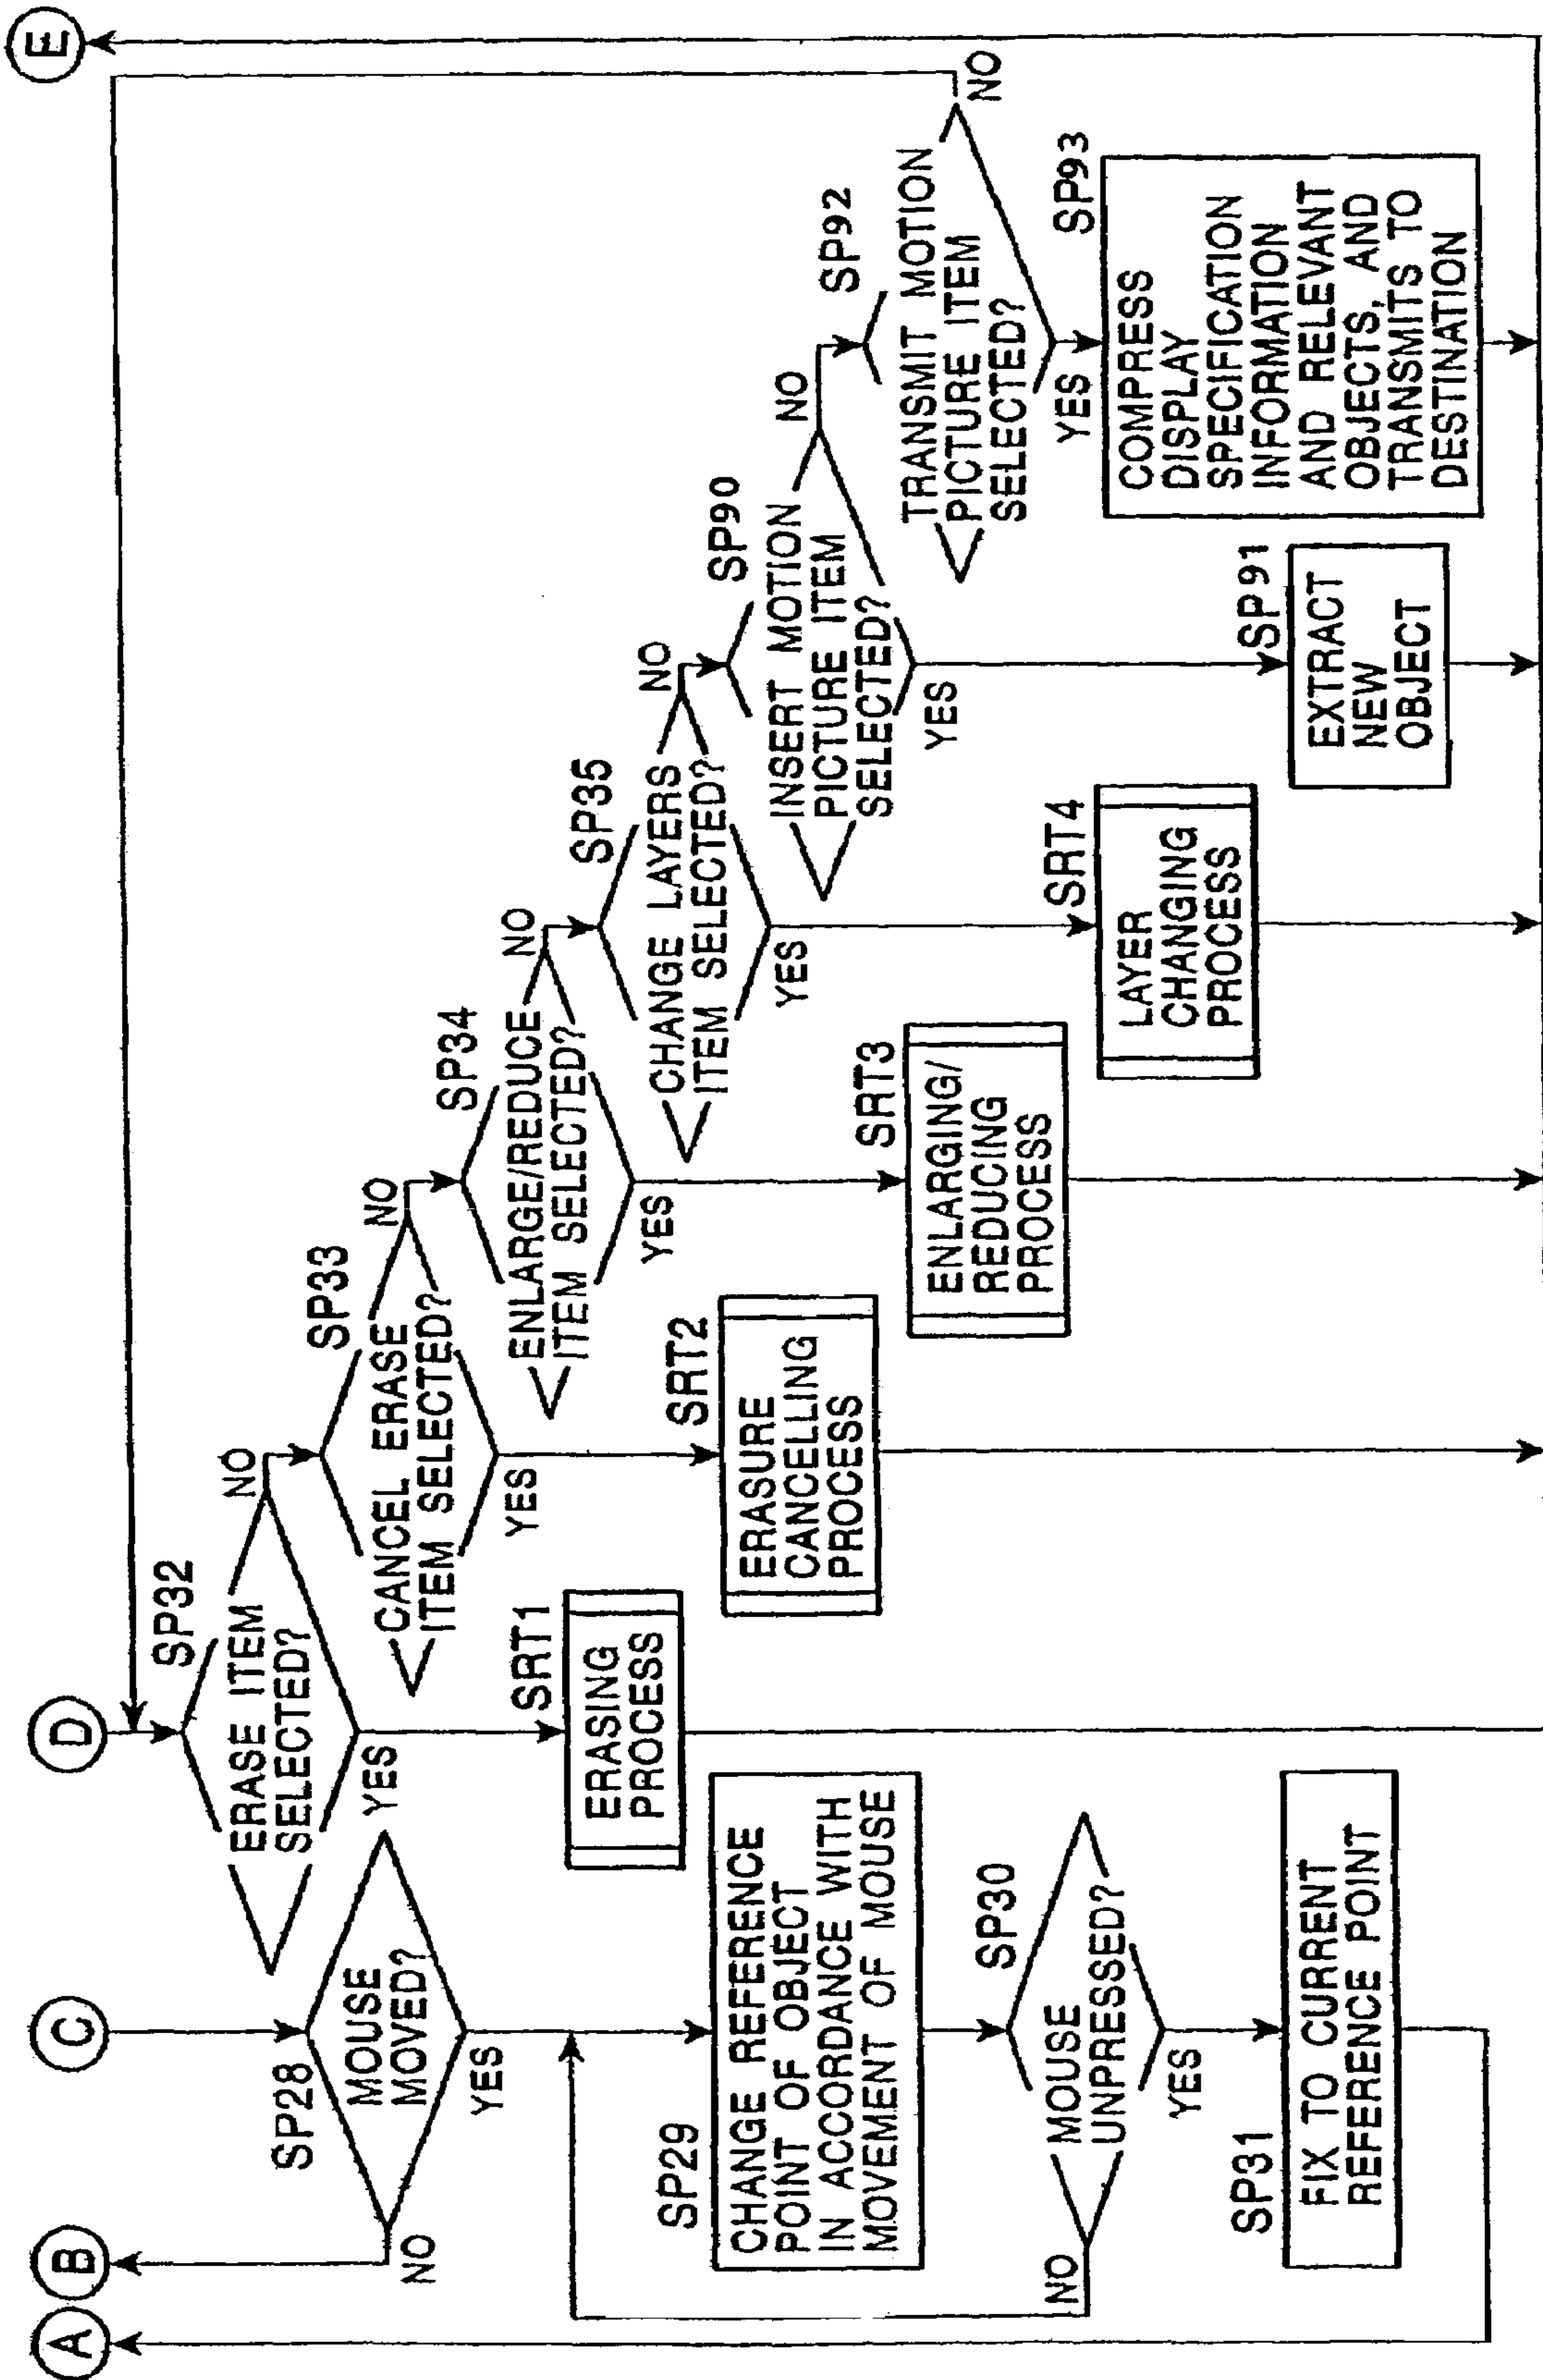 A
B
C
D
E
SP28
MOUSE
MOVED?
NO
YES
SP29
CHANGE REFERENCE
POINT OF OBJECT
IN ACCORDANCE WITH
MOVEMENT OF MOUSE
SP30
MOUSE
UNPRESSED?
NO
YES
SP31
FIX TO CURRENT
REFERENCE POINT
SP32
ERASE ITEM
SELECTED?
NO
YES
SRT1
ERASING
PROCESS
SP33
CANCEL ERASE
ITEM SELECTED?
NO
YES
SRT2
ERASURE
CANCELLING
PROCESS
SP34
ENLARGE/REDUCE
ITEM SELECTED?
NO
YES
SRT3
ENLARGING/
REDUCING
PROCESS
SP35
CHANGE LAYERS
ITEM SELECTED?
NO
YES
SRT4
LAYER
CHANGING
PROCESS
SP90
INSERT MOTION
PICTURE ITEM
SELECTED?
NO
YES
SP91
EXTRACT
NEW
OBJECT
SP92
TRANSMIT MOTION
PICTURE ITEM
SELECTED?
NO
YES
SP93
COMPRESS
DISPLAY
SPECIFICATION
INFORMATION
AND RELEVANT
OBJECTS, AND
TRANSMITS TO
DESTINATION